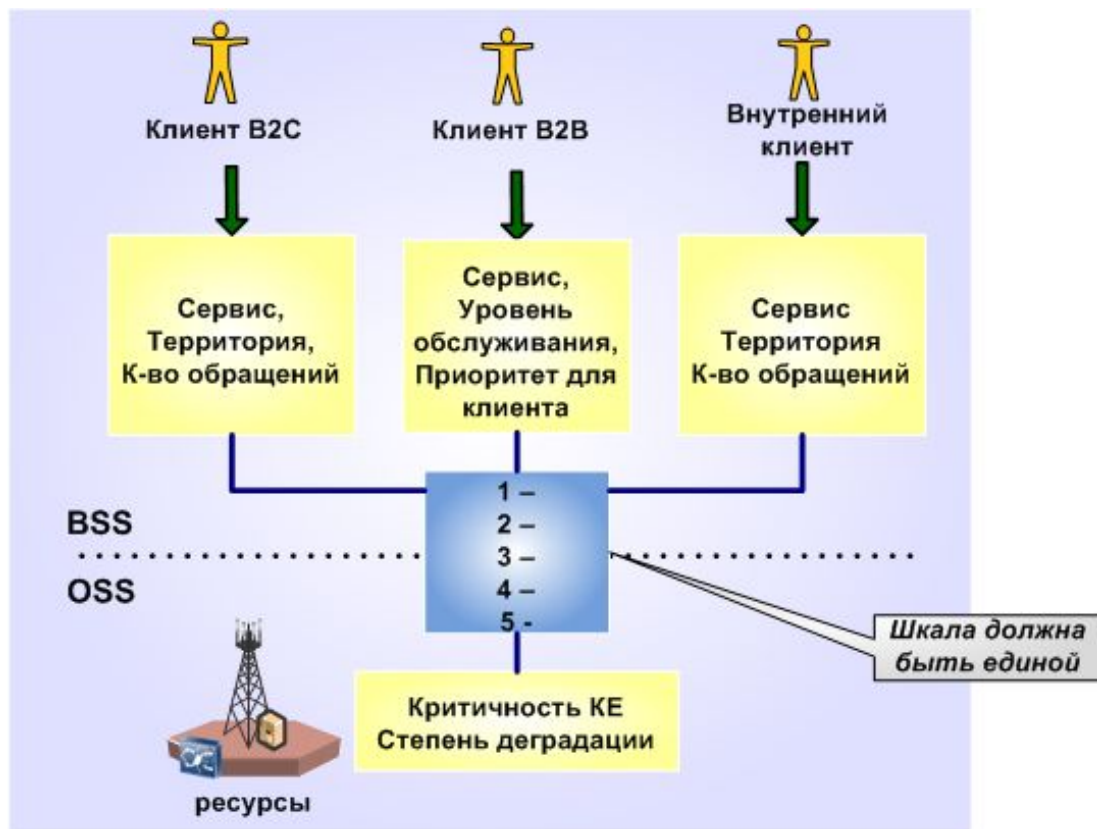 Клиент B2C
Клиент B2B
Внутренний
клиент
Сервис,
Территория,
К-во обращений
Сервис,
Уровень
обслуживания,
Приоритет для
клиента
Сервис
Территория
К-во обращений
1 –
2 –
3 –
4 –
5 -
BSS
OSS
Шкала должна
быть единой
Критичность КЕ
Степень деградации
ресурсы